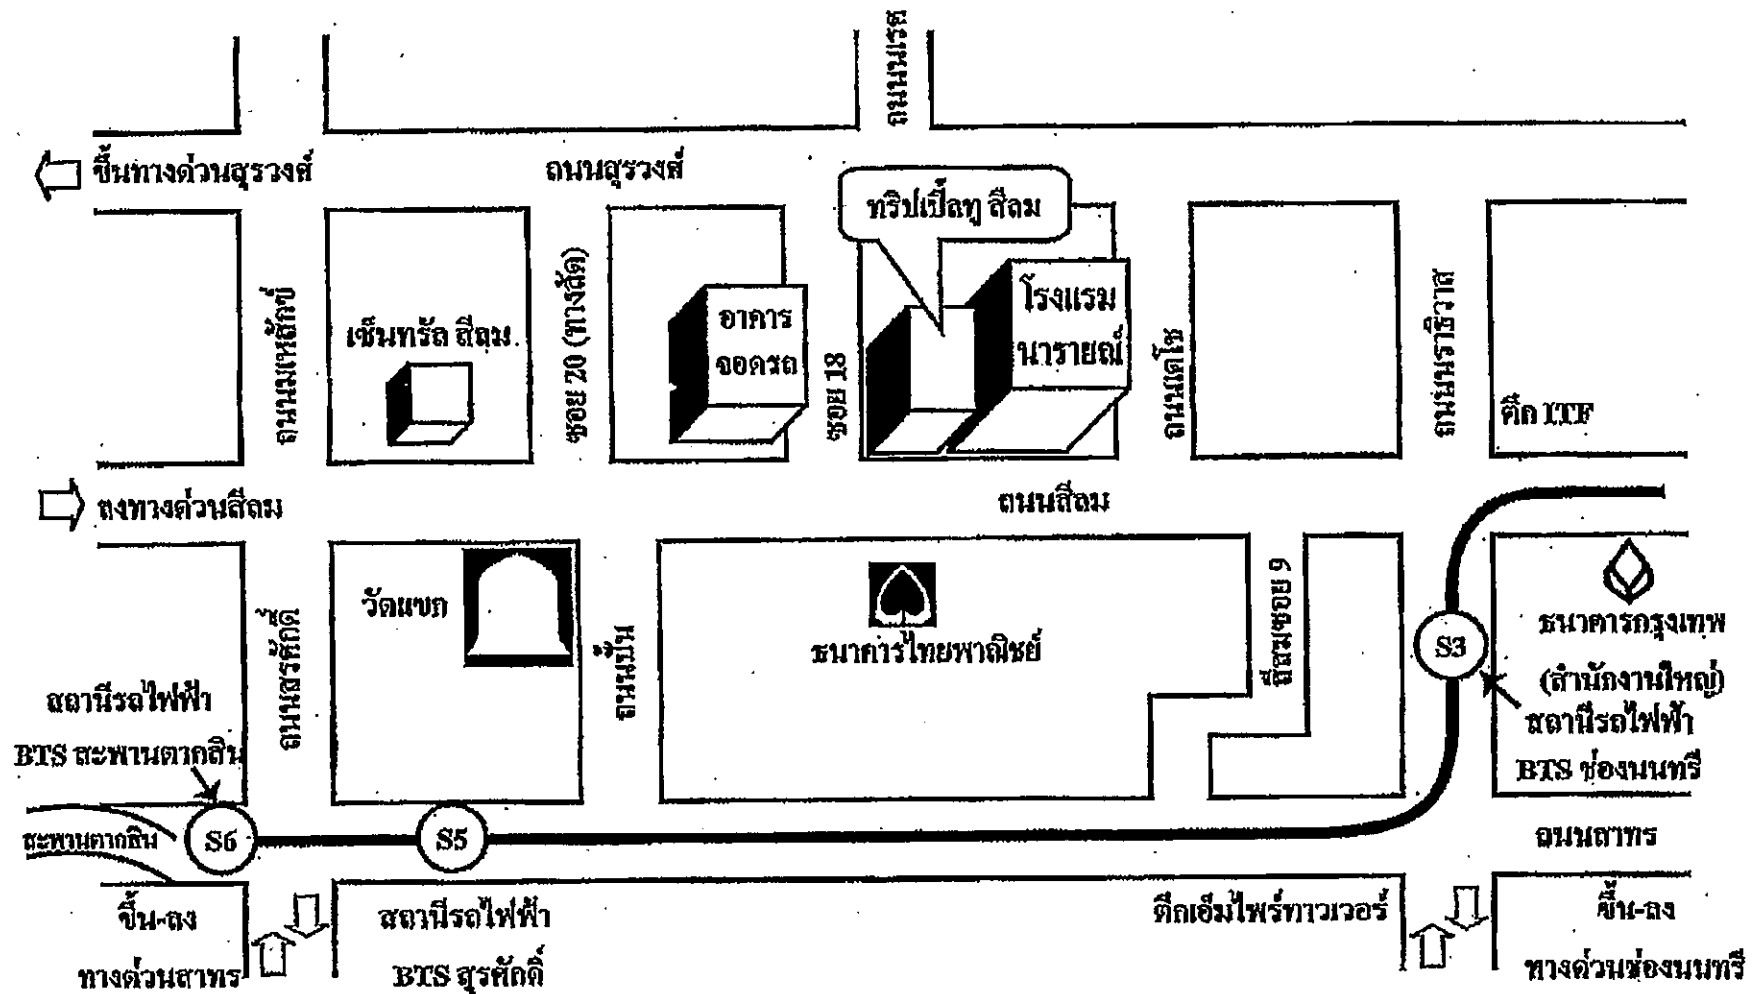 ถนนนเรศ
ขึ้นทางด่วนสุรวงศ์
ถนนสุรวงศ์
ทริปเปิ้ลทู สีลม
ถนนมเหสักข์
เซ็นทรัล สีลม
ซอย 20 (ทางลัด)
อาคาร
จอดรถ
ซอย 18
โรงแรม
นารายณ์
ถนนเดโช
ถนนนราธิวาส
ตึก ITF
ลงทางด่วนสีลม
ถนนสีลม
ถนนสุรศักดิ์
วัดแขก
ถนนปั้น
ธนาคารไทยพาณิชย์
สีลมซอย 9
S3
ธนาคารกรุงเทพ
(สำนักงานใหญ่)
สถานีรถไฟฟ้า
BTS ช่องนนทรี
สถานีรถไฟฟ้า
BTS สะพานตากสิน
สะพานตากสิน
S6
S5
ถนนสาทร
ขึ้น-ลง
ทางด่วนสาทร
สถานีรถไฟฟ้า
BTS สุรศักดิ์
ตึกเอ็มไพร์ทาวเวอร์
ขึ้น-ลง
ทางด่วนช่องนนทรี